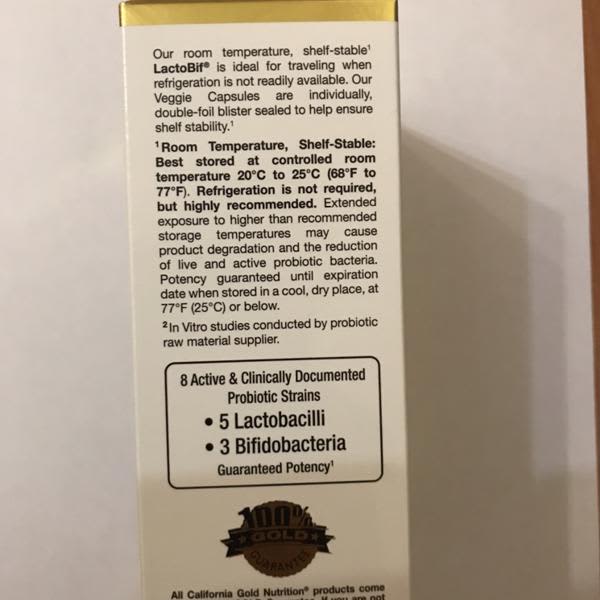 Our room temperature, shelf-stable¹
LactoBif® is ideal for traveling when
refrigeration is not readily available. Our
Veggie Capsules are individually,
double-foil blister sealed to help ensure
shelf stability.¹
¹Room Temperature, Shelf-Stable:
Best stored at controlled room
temperature 20°C to 25°C (68°F to
77°F). Refrigeration is not required,
but highly recommended. Extended
exposure to higher than recommended
storage temperatures may cause
product degradation and the reduction
of live and active probiotic bacteria.
Potency guaranteed until expiration
date when stored in a cool, dry place, at
77°F (25°C) or below.
²In Vitro studies conducted by probiotic
raw material supplier.
8 Active & Clinically Documented
Probiotic Strains
• 5 Lactobacilli
• 3 Bifidobacteria
Guaranteed Potency¹
100%
GOLD
GUARANTEE
All California Gold Nutrition® products come
If you are not